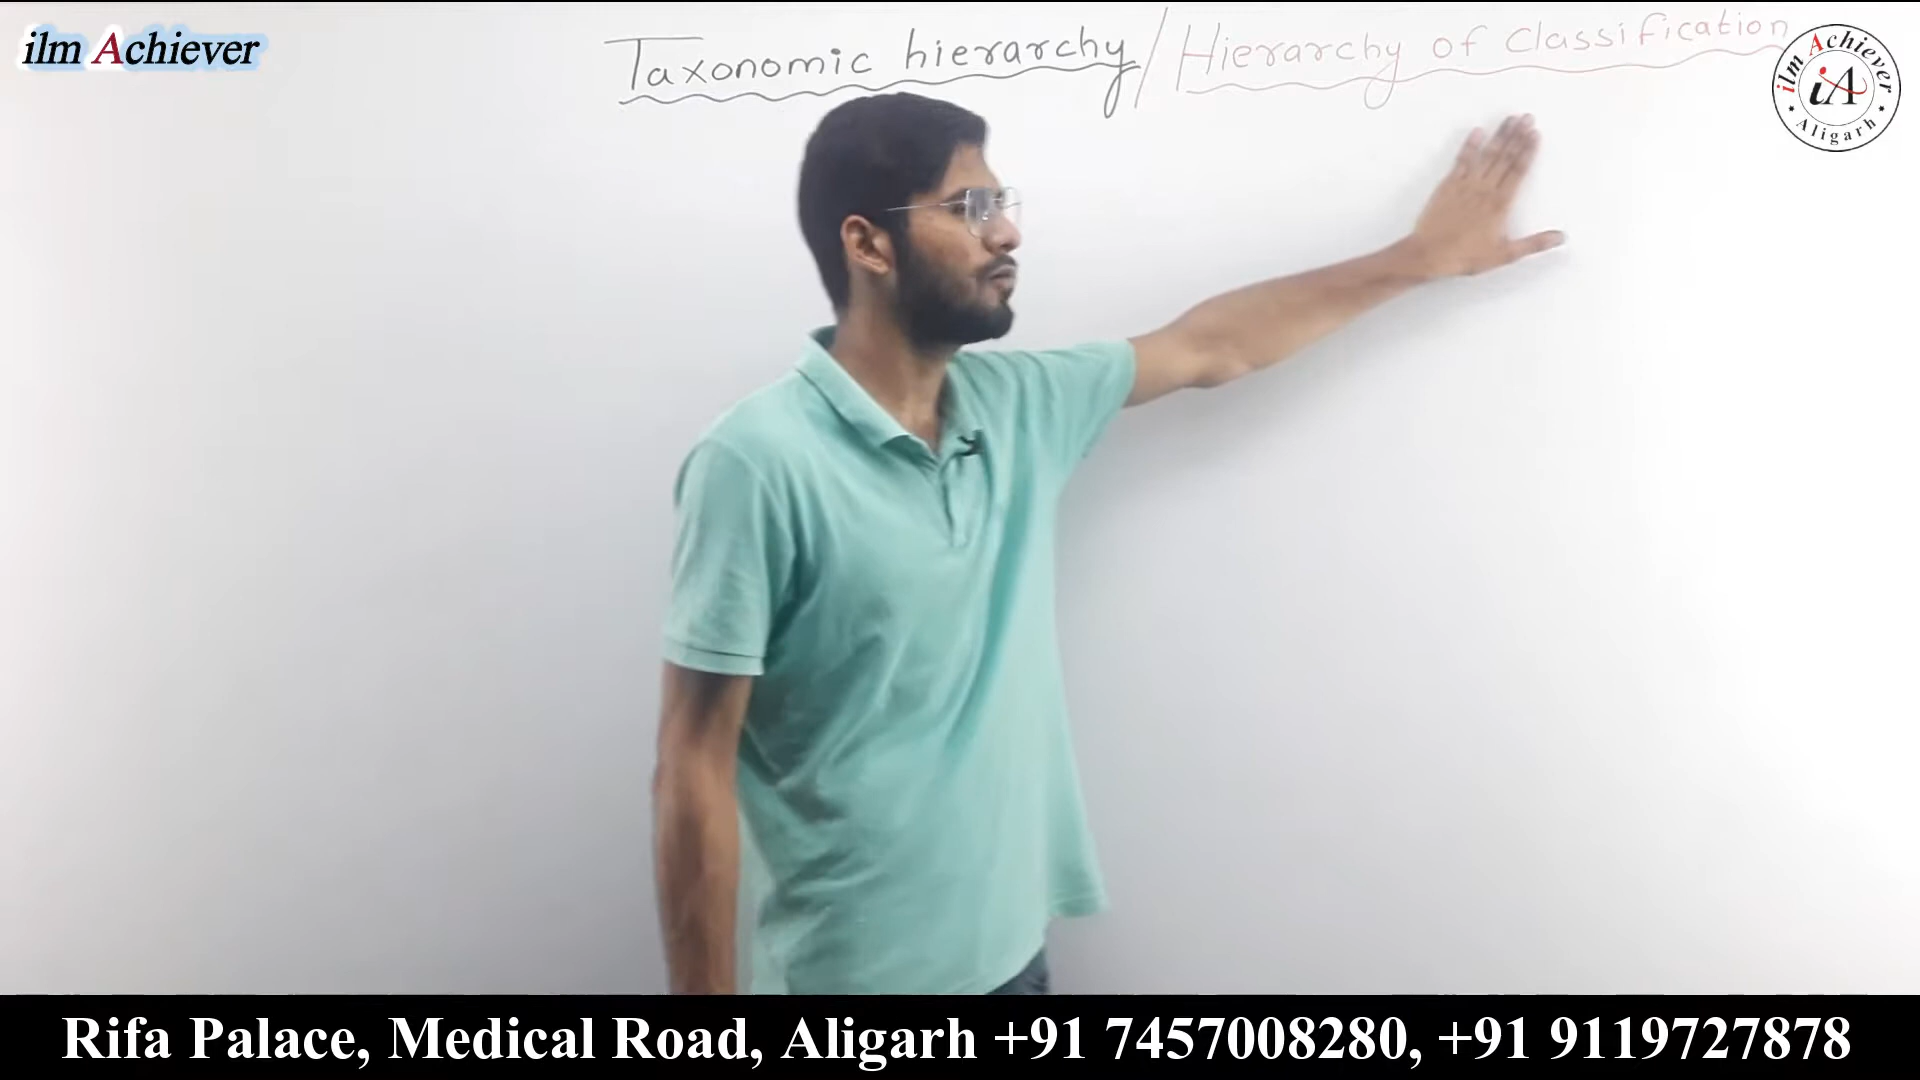 ilm Achiever
Taxonomic hierarchy / Hierarchy of Classification
ilm Achiever
iA
Aligarh
Rifa Palace, Medical Road, Aligarh +91 7457008280, +91 9119727878